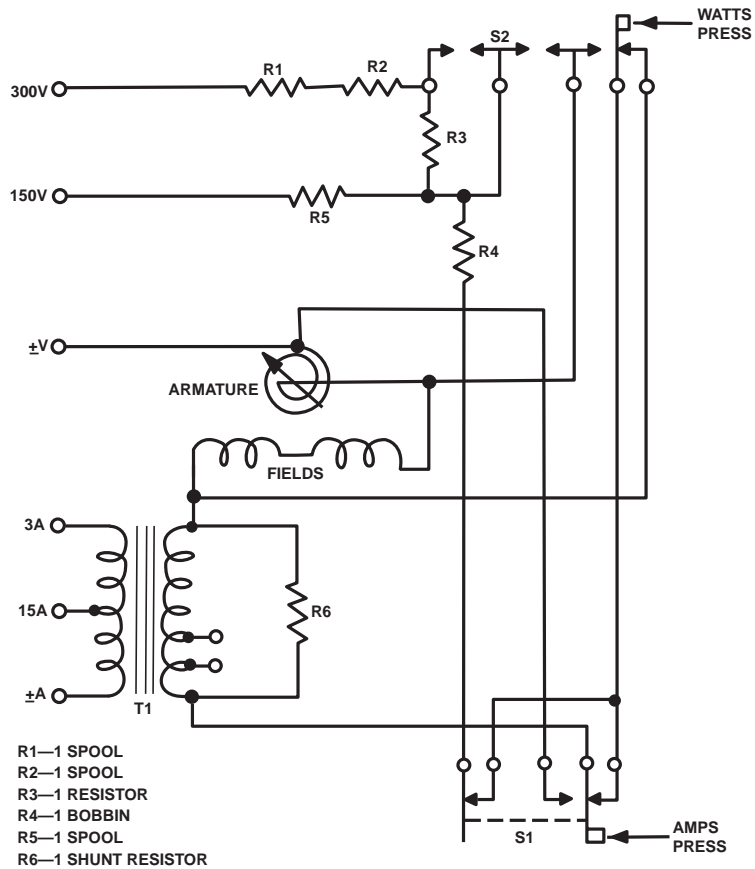 WATTS
PRESS
S2
R1
R2
300V
R3
150V
R5
R4
±V
ARMATURE
FIELDS
3A
15A
R6
±A
T1
R1—1 SPOOL
R2—1 SPOOL
R3—1 RESISTOR
R4—1 BOBBIN
R5—1 SPOOL
R6—1 SHUNT RESISTOR
S1
AMPS
PRESS